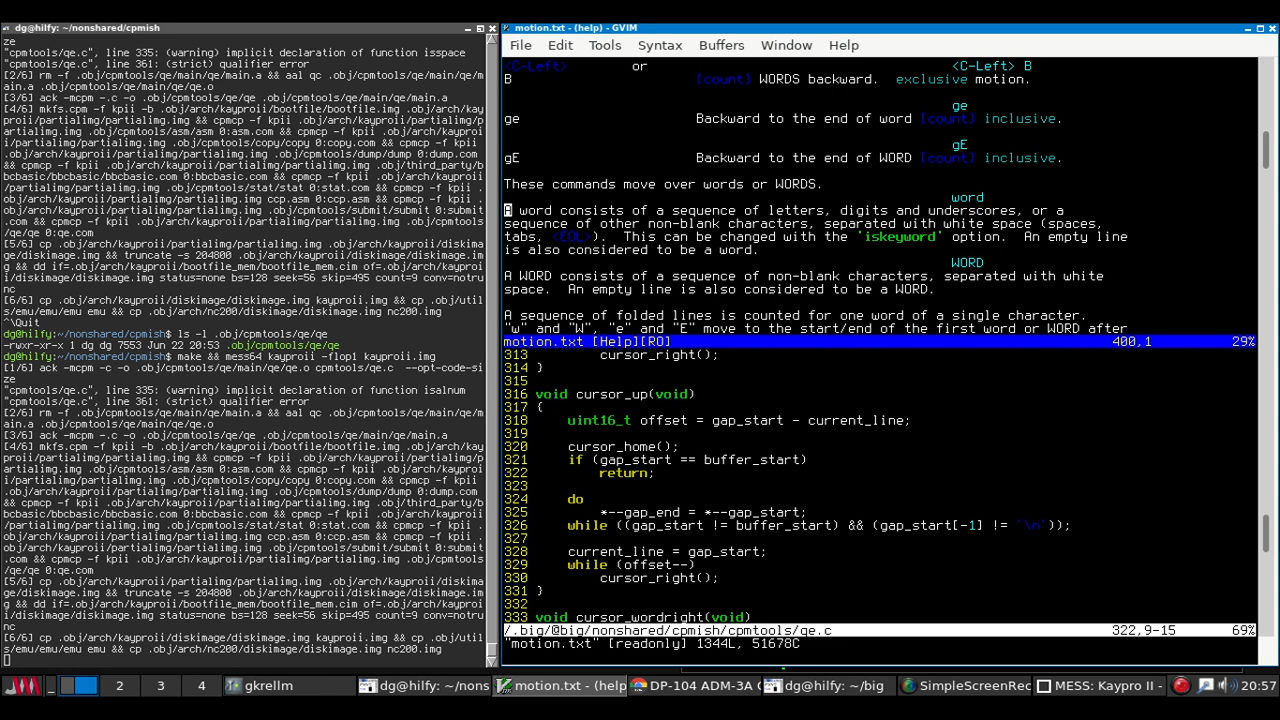 dg@hilfy: ~/nonshared/cpmish
ze
"cpmtools/qe.c", line 335: (warning) implicit declaration of function isspace
"cpmtools/qe.c", line 361: (strict) qualifier error
[2/6] rm -f .obj/cpmtools/qe/main/qe/main.a && aal qc .obj/cpmtools/qe/main/qe/m
ain.a .obj/cpmtools/qe/main/qe/qe.o
[3/6] ack -mcpm -.c -o .obj/cpmtools/qe/qe .obj/cpmtools/qe/main/qe/main.a
[4/6] mkfs.cpm -f kpii -b .obj/arch/kayproii/bootfile/bootfile.img .obj/arch/kay
proii/partialimg/partialimg.img && cpmcp -f kpii .obj/arch/kayproii/partialimg/p
artialimg.img .obj/cpmtools/asm/asm 0:asm.com && cpmcp -f kpii .obj/arch/kayproi
i/partialimg/partialimg.img .obj/cpmtools/copy/copy 0:copy.com && cpmcp -f kpii
.obj/arch/kayproii/partialimg/partialimg.img .obj/cpmtools/dump/dump 0:dump.com
&& cpmcp -f kpii .obj/arch/kayproii/partialimg/partialimg.img .obj/third_party/b
bcbasic/bbcbasic/bbcbasic 0:bbcbasic.com && cpmcp -f kpii .obj/arch/kayproii/par
tialimg/partialimg.img .obj/cpmtools/stat/stat 0:stat.com && cpmcp -f kpii .obj/
arch/kayproii/partialimg/partialimg.img ccp.asm 0:ccp.asm && cpmcp -f kpii .obj/
arch/kayproii/partialimg/partialimg.img .obj/cpmtools/submit/submit 0:submit.com
&& cpmcp -f kpii .obj/arch/kayproii/partialimg/partialimg.img .obj/cpmtools
/qe/qe 0:qe.com
[5/6] cp .obj/arch/kayproii/partialimg/partialimg.img .obj/arch/kayproii/diskima
ge/diskimage.img && truncate -s 204800 .obj/arch/kayproii/diskimage/diskimage.im
g && dd if=.obj/arch/kayproii/bootfile_mem/bootfile_mem.cim of=.obj/arch/kayproi
i/diskimage/diskimage.img status=none bs=128 seek=56 skip=495 count=9 conv=notru
nc
[6/6] cp .obj/arch/kayproii/diskimage/diskimage.img kayproii.img && cp .obj/util
s/emu/emu/emu emu && cp .obj/arch/nc200/diskimage/diskimage.img nc200.img
^\Quit
dg@hilfy:~/nonshared/cpmish$ ls -l .obj/cpmtools/qe/qe
-rwxr-xr-x 1 dg dg 7553 Jun 22 20:53 .obj/cpmtools/qe/qe
dg@hilfy:~/nonshared/cpmish$ make && mess64 kayproii -flop1 kayproii.img
[1/6] ack -mcpm -c -o .obj/cpmtools/qe/main/qe/qe.o cpmtools/qe.c --opt-code-si
ze
"cpmtools/qe.c", line 335: (warning) implicit declaration of function isalnum
"cpmtools/qe.c", line 361: (strict) qualifier error
[2/6] rm -f .obj/cpmtools/qe/main/qe/main.a && aal qc .obj/cpmtools/qe/main/qe/m
ain.a .obj/cpmtools/qe/main/qe/qe.o
[3/6] ack -mcpm -.c -o .obj/cpmtools/qe/qe .obj/cpmtools/qe/main/qe/main.a
[4/6] mkfs.cpm -f kpii -b .obj/arch/kayproii/bootfile/bootfile.img .obj/arch/kay
proii/partialimg/partialimg.img && cpmcp -f kpii .obj/arch/kayproii/partialimg/p
artialimg.img .obj/cpmtools/asm/asm 0:asm.com && cpmcp -f kpii .obj/arch/kayproi
i/partialimg/partialimg.img .obj/cpmtools/copy/copy 0:copy.com && cpmcp -f kpii
.obj/arch/kayproii/partialimg/partialimg.img .obj/cpmtools/dump/dump 0:dump.com
&& cpmcp -f kpii .obj/arch/kayproii/partialimg/partialimg.img .obj/third_party/b
bcbasic/bbcbasic/bbcbasic 0:bbcbasic.com && cpmcp -f kpii .obj/arch/kayproii/par
tialimg/partialimg.img .obj/cpmtools/stat/stat 0:stat.com && cpmcp -f kpii .obj/
arch/kayproii/partialimg/partialimg.img ccp.asm 0:ccp.asm && cpmcp -f kpii .obj/
arch/kayproii/partialimg/partialimg.img .obj/cpmtools/submit/submit 0:submit.com
&& cpmcp -f kpii .obj/arch/kayproii/partialimg/partialimg.img .obj/cpmtools
/qe/qe 0:qe.com
[5/6] cp .obj/arch/kayproii/partialimg/partialimg.img .obj/arch/kayproii/diskima
ge/diskimage.img && truncate -s 204800 .obj/arch/kayproii/diskimage/diskimage.im
g && dd if=.obj/arch/kayproii/bootfile_mem/bootfile_mem.cim of=.obj/arch/kayproi
i/diskimage/diskimage.img status=none bs=128 seek=56 skip=495 count=9 conv=notru
nc
[6/6] cp .obj/arch/kayproii/diskimage/diskimage.img kayproii.img && cp .obj/util
s/emu/emu/emu emu && cp .obj/arch/nc200/diskimage/diskimage.img nc200.img
motion.txt - (help) - GVIM
File Edit Tools Syntax Buffers Window Help
<C-Left> or <C-Left> B
B [count] WORDS backward. exclusive motion.
ge
ge Backward to the end of word [count] inclusive.
gE
gE Backward to the end of WORD [count] inclusive.
These commands move over words or WORDS.
word
A word consists of a sequence of letters, digits and underscores, or a
sequence of other non-blank characters, separated with white space (spaces,
tabs, <EOL>). This can be changed with the 'iskeyword' option. An empty line
is also considered to be a word.
WORD
A WORD consists of a sequence of non-blank characters, separated with white
space. An empty line is also considered to be a WORD.
A sequence of folded lines is counted for one word of a single character.
"w" and "W", "e" and "E" move to the start/end of the first word or WORD after
motion.txt [Help][RO] 400,1 29%
313 cursor_right();
314 }
315
316 void cursor_up(void)
317 {
318 uint16_t offset = gap_start - current_line;
319
320 cursor_home();
321 if (gap_start == buffer_start)
322 return;
323
324 do
325 *--gap_end = *--gap_start;
326 while ((gap_start != buffer_start) && (gap_start[-1] != '\n'));
327
328 current_line = gap_start;
329 while (offset--)
330 cursor_right();
331 }
332
333 void cursor_wordright(void)
/.big/@big/nonshared/cpmish/cpmtools/qe.c 322,9-15 69%
"motion.txt" [readonly] 1344L, 51678C
2 3 4 gkrellm dg@hilfy: ~/nons motion.txt - (help DP-104 ADM-3A dg@hilfy: ~/big SimpleScreenRec MESS: Kaypro II - 20:57